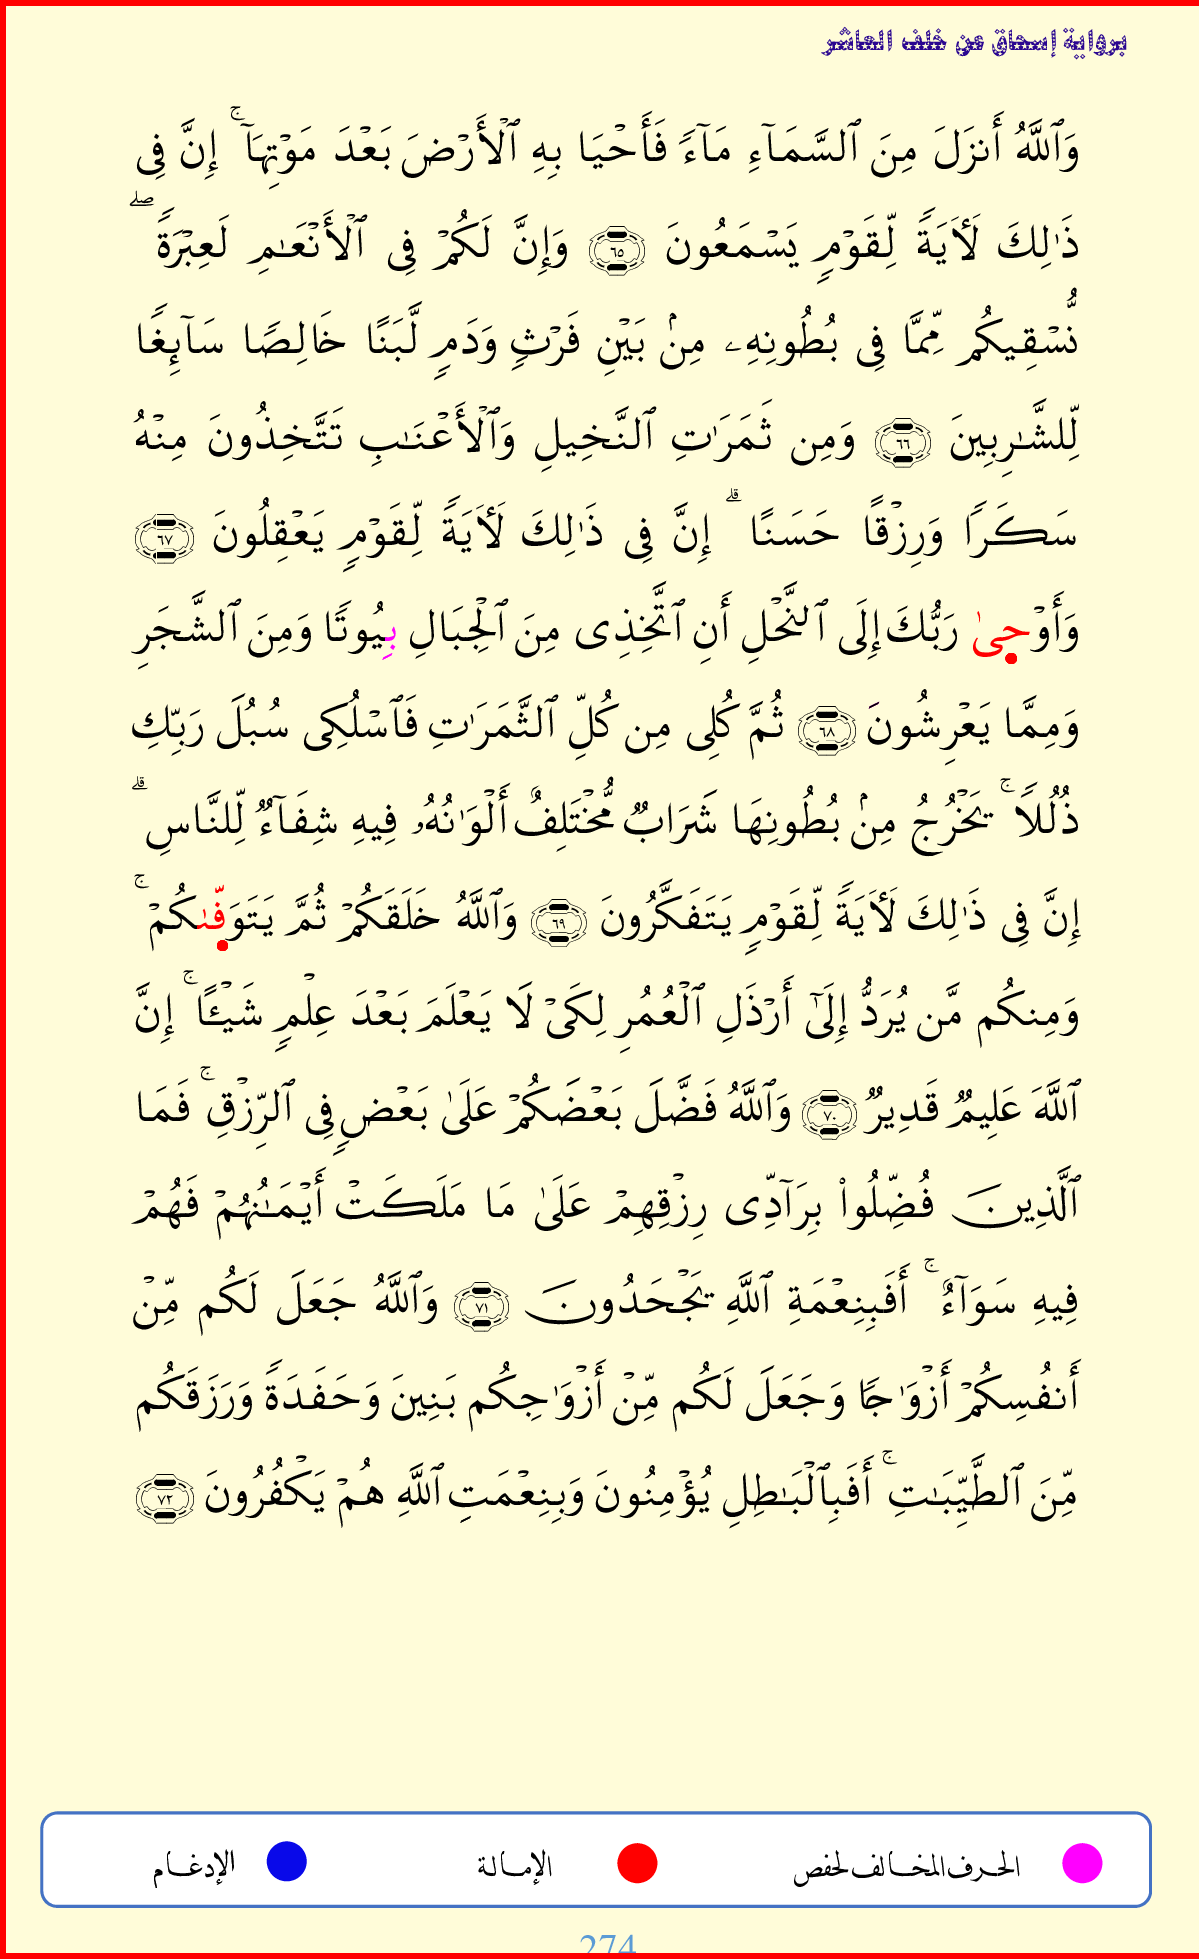 برواية إسحاق عن خلف العاشر
وَٱللَّهُ أَنزَلَ مِنَ ٱلسَّمَآءِ مَآءٗ فَأَحۡيَا بِهِ ٱلۡأَرۡضَ بَعۡدَ مَوۡتِهَآۚ إِنَّ فِي
ذَٰلِكَ لَأٓيَةٗ لِّقَوۡمٖ يَسۡمَعُونَ ٦٥ وَإِنَّ لَكُمۡ فِي ٱلۡأَنۡعَٰمِ لَعِبۡرَةٗۖ
نُّسۡقِيكُم مِّمَّا فِي بُطُونِهِۦ مِنۢ بَيۡنِ فَرۡثٖ وَدَمٖ لَّبَنًا خَالِصٗا سَآئِغٗا
لِّلشَّٰرِبِينَ ٦٦ وَمِن ثَمَرَٰتِ ٱلنَّخِيلِ وَٱلۡأَعۡنَٰبِ تَتَّخِذُونَ مِنۡهُ
سَكَرٗا وَرِزۡقًا حَسَنًاۗ إِنَّ فِي ذَٰلِكَ لَأٓيَةٗ لِّقَوۡمٖ يَعۡقِلُونَ ٦٧
وَأَوۡحٜىٰ رَبُّكَ إِلَى ٱلنَّحۡلِ أَنِ ٱتَّخِذِي مِنَ ٱلۡجِبَالِ بِيُوتٗا وَمِنَ ٱلشَّجَرِ
وَمِمَّا يَعۡرِشُونَ ٦٨ ثُمَّ كُلِي مِن كُلِّ ٱلثَّمَرَٰتِ فَٱسۡلُكِي سُبُلَ رَبِّكِ
ذُلُلٗاۚ يَخۡرُجُ مِنۢ بُطُونِهَا شَرَابٞ مُّخۡتَلِفٌ أَلۡوَٰنُهُۥ فِيهِ شِفَآءٞ لِّلنَّاسِۗ
إِنَّ فِي ذَٰلِكَ لَأٓيَةٗ لِّقَوۡمٖ يَتَفَكَّرُونَ ٦٩ وَٱللَّهُ خَلَقَكُمۡ ثُمَّ يَتَوَفّٜىٰكُمۡۚ
وَمِنكُم مَّن يُرَدُّ إِلَىٰٓ أَرۡذَلِ ٱلۡعُمُرِ لِكَيۡ لَا يَعۡلَمَ بَعۡدَ عِلۡمٖ شَيۡـًٔاۚ إِنَّ
ٱللَّهَ عَلِيمٞ قَدِيرٞ ٧٠ وَٱللَّهُ فَضَّلَ بَعۡضَكُمۡ عَلَىٰ بَعۡضٖ فِي ٱلرِّزۡقِۚ فَمَا
ٱلَّذِينَ فُضِّلُواْ بِرَآدِّي رِزۡقِهِمۡ عَلَىٰ مَا مَلَكَتۡ أَيۡمَٰنُهُمۡ فَهُمۡ
فِيهِ سَوَآءٌۚ أَفَبِنِعۡمَةِ ٱللَّهِ يَجۡحَدُونَ ٧١ وَٱللَّهُ جَعَلَ لَكُم مِّنۡ
أَنفُسِكُمۡ أَزۡوَٰجٗا وَجَعَلَ لَكُم مِّنۡ أَزۡوَٰجِكُم بَنِينَ وَحَفَدَةٗ وَرَزَقَكُم
مِّنَ ٱلطَّيِّبَٰتِۚ أَفَبِٱلۡبَٰطِلِ يُؤۡمِنُونَ وَبِنِعۡمَتِ ٱللَّهِ هُمۡ يَكۡفُرُونَ ٧٢
الحرف المخالف لحفص الإمالة الإدغام
274